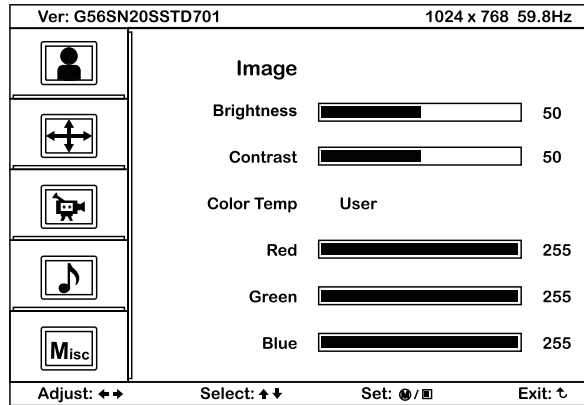 Ver: G56SN20SSTD701 1024 x 768 59.8Hz
Image
Brightness 50
Contrast 50
Color Temp User
Red 255
Green 255
Blue 255
Misc
Adjust: ←→ Select: ↑↓ Set: Ⓜ/▣ Exit: ↺